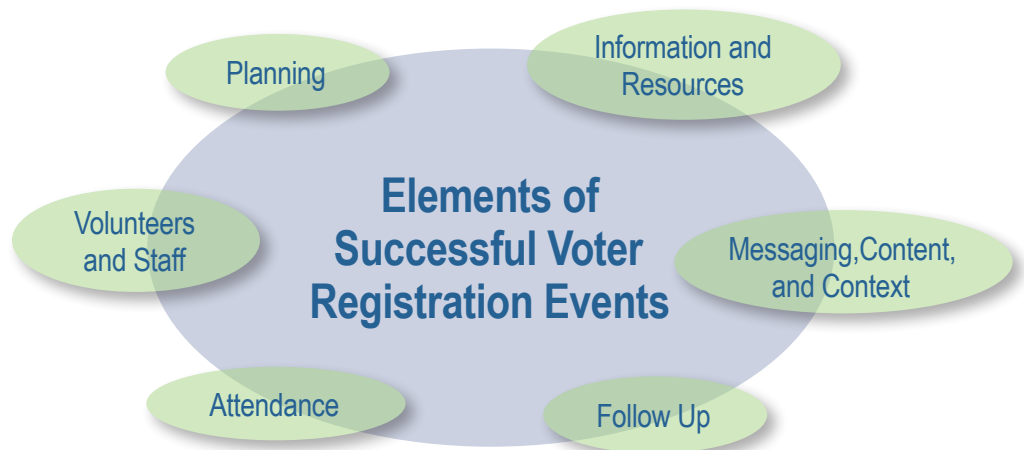 Planning
Information and
Resources
Elements of
Successful Voter
Registration Events
Volunteers
and Staff
Messaging,Content,
and Context
Attendance
Follow Up